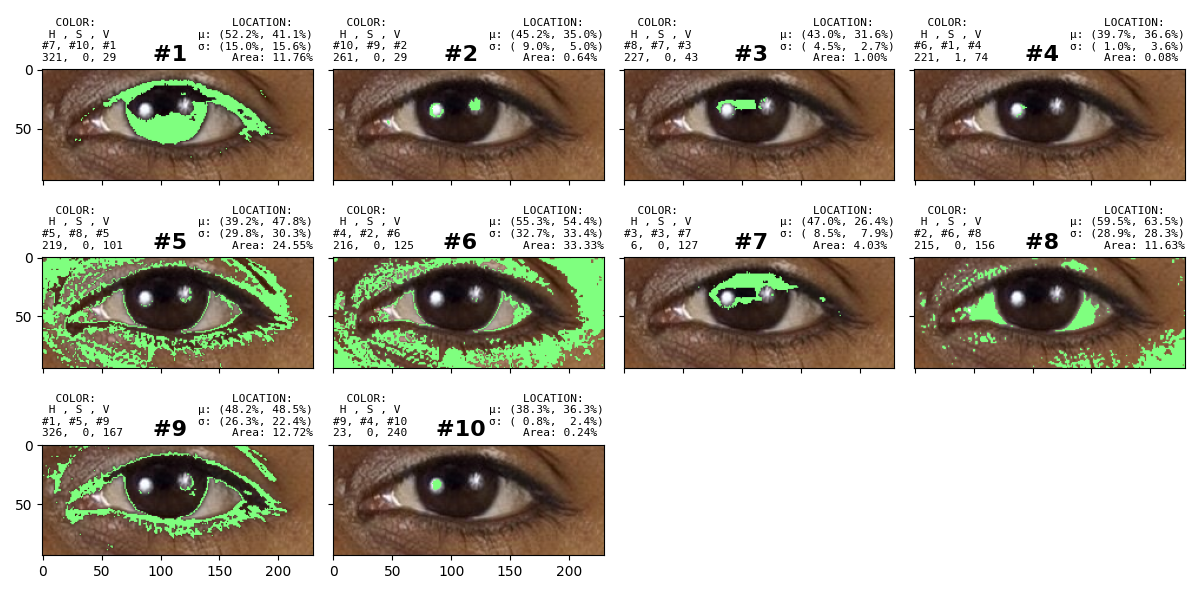 COLOR: LOCATION: COLOR: LOCATION: COLOR: LOCATION: COLOR: LOCATION:
H , S , V μ: (52.2%, 41.1%) H , S , V μ: (45.2%, 35.0%) H , S , V μ: (43.0%, 31.6%) H , S , V μ: (39.7%, 36.6%)
#7, #10, #1 #1 σ: (15.0%, 15.6%) #10, #9, #2 #2 σ: ( 9.0%, 5.0%) #8, #7, #3 #3 σ: ( 4.5%, 2.7%) #6, #1, #4 #4 σ: ( 1.0%, 3.6%)
321, 0, 29 Area: 11.76% 261, 0, 29 Area: 0.64% 227, 0, 43 Area: 1.00% 221, 1, 74 Area: 0.08%
0
50
COLOR: LOCATION: COLOR: LOCATION: COLOR: LOCATION: COLOR: LOCATION:
H , S , V μ: (39.2%, 47.8%) H , S , V μ: (55.3%, 54.4%) H , S , V μ: (47.0%, 26.4%) H , S , V μ: (59.5%, 63.5%)
#5, #8, #5 #5 σ: (29.8%, 30.3%) #4, #2, #6 #6 σ: (32.7%, 33.4%) #3, #3, #7 #7 σ: ( 8.5%, 7.9%) #2, #6, #8 #8 σ: (28.9%, 28.3%)
219, 0, 101 Area: 24.55% 216, 0, 125 Area: 33.33% 6, 0, 127 Area: 4.03% 215, 0, 156 Area: 11.63%
0
50
COLOR: LOCATION: COLOR: LOCATION:
H , S , V μ: (48.2%, 48.5%) H , S , V μ: (38.3%, 36.3%)
#1, #5, #9 #9 σ: (26.3%, 22.4%) #9, #4, #10 #10 σ: ( 0.8%, 2.4%)
326, 0, 167 Area: 12.72% 23, 0, 240 Area: 0.24%
0
50
0 50 100 150 200 0 50 100 150 200